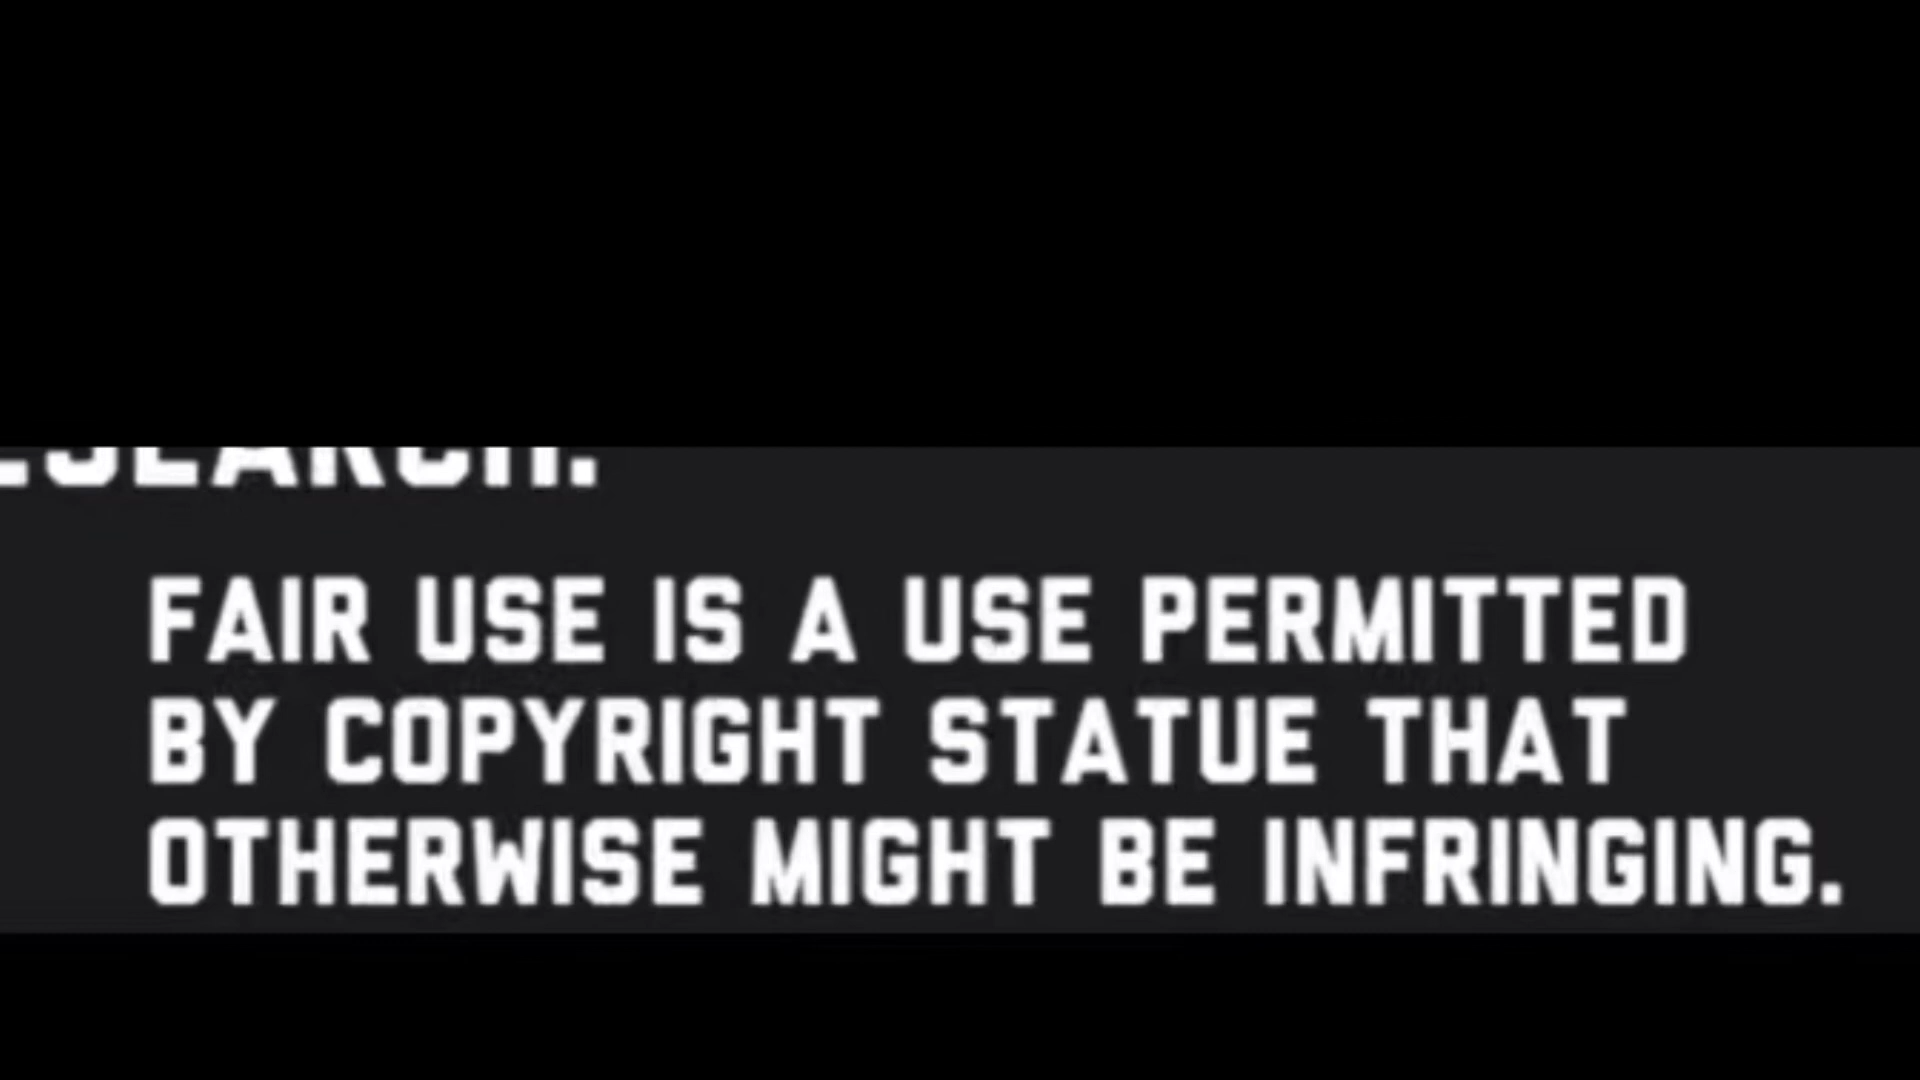 FAIR USE IS A USE PERMITTED
BY COPYRIGHT STATUE THAT
OTHERWISE MIGHT BE INFRINGING.